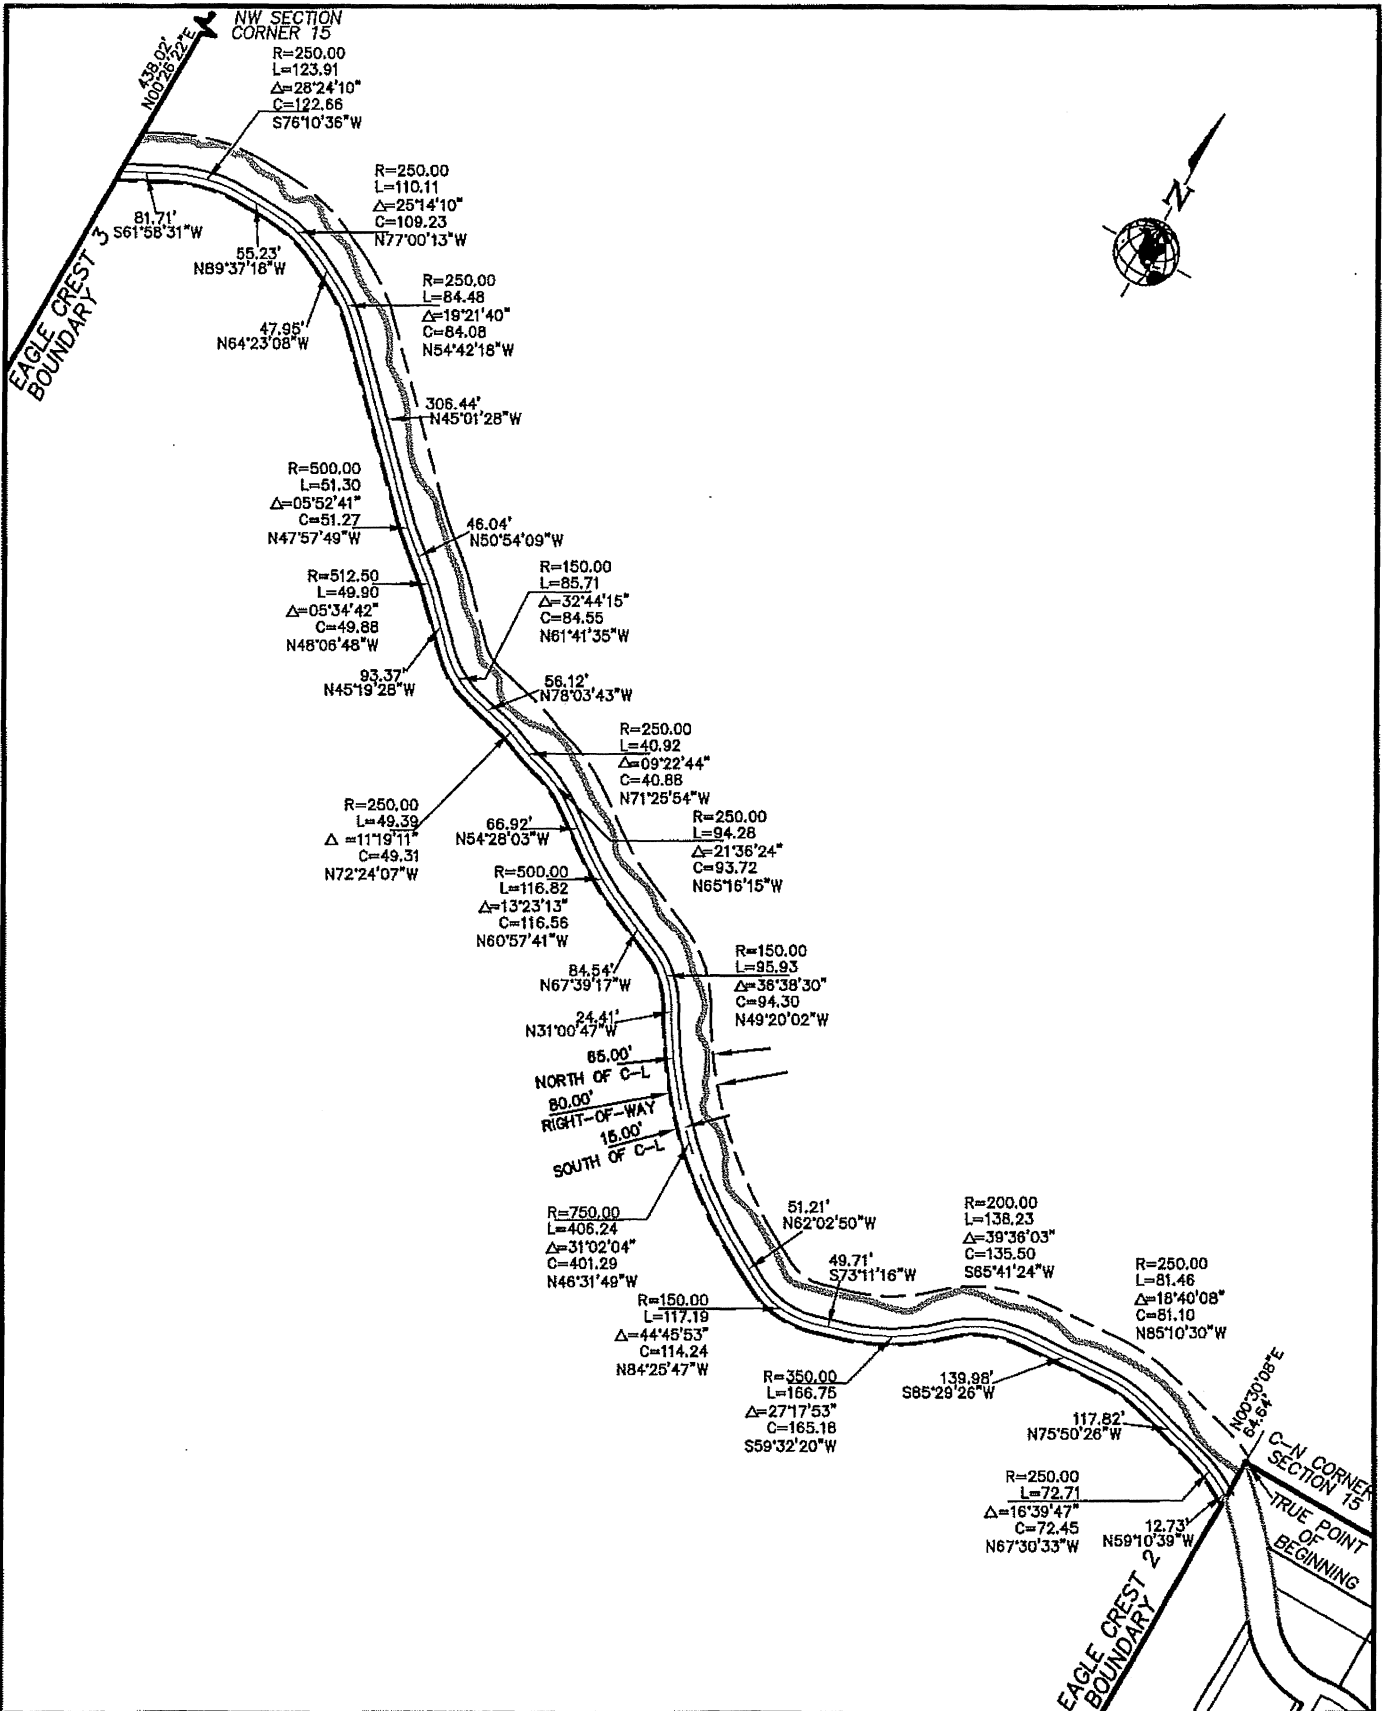 NW SECTION
CORNER 15
438.02'
N00°26'22"E
R=250.00
L=123.91
Δ=28°24'10"
C=122.66
S76°10'36"W
R=250.00
L=110.11
Δ=25°14'10"
C=109.23
N77°00'13"W
81.71'
S61°58'31"W
55.23'
N89°37'18"W
N
EAGLE CREST 3
BOUNDARY
R=250.00
L=84.48
Δ=19°21'40"
C=84.08
N54°42'18"W
47.95'
N64°23'08"W
306.44'
N45°01'28"W
R=500.00
L=51.30
Δ=05°52'41"
C=51.27
N47°57'49"W
46.04'
N50°54'09"W
R=512.50
L=49.90
Δ=05°34'42"
C=49.88
N48°06'48"W
R=150.00
L=85.71
Δ=32°44'15"
C=84.55
N61°41'35"W
93.37'
N45°19'28"W
56.12'
N78°03'43"W
R=250.00
L=40.92
Δ=09°22'44"
C=40.88
N71°25'54"W
R=250.00
L=49.39
Δ=11°19'11"
C=49.31
N72°24'07"W
66.92'
N54°28'03"W
R=250.00
L=94.28
Δ=21°36'24"
C=93.72
N65°16'15"W
R=500.00
L=116.82
Δ=13°23'13"
C=116.56
N60°57'41"W
84.54'
N67°39'17"W
R=150.00
L=95.93
Δ=36°38'30"
C=94.30
N49°20'02"W
24.41'
N31°00'47"W
65.00'
NORTH OF C-L
80.00'
RIGHT-OF-WAY
15.00'
SOUTH OF C-L
R=750.00
L=406.24
Δ=31°02'04"
C=401.29
N46°31'49"W
51.21'
N62°02'50"W
49.71'
S73°11'16"W
R=200.00
L=138.23
Δ=39°36'03"
C=135.50
S65°41'24"W
R=250.00
L=81.46
Δ=18°40'08"
C=81.10
N85°10'30"W
R=150.00
L=117.19
Δ=44°45'53"
C=114.24
N84°25'47"W
R=350.00
L=166.75
Δ=27°17'53"
C=165.18
S59°32'20"W
139.98'
S85°29'26"W
117.82'
N75°50'26"W
N00°30'08"E
64.64'
C-N CORNER
SECTION 15
TRUE POINT
OF
BEGINNING
R=250.00
L=72.71
Δ=16°39'47"
C=72.45
N67°30'33"W
12.73'
N59°10'39"W
EAGLE CREST 2
BOUNDARY